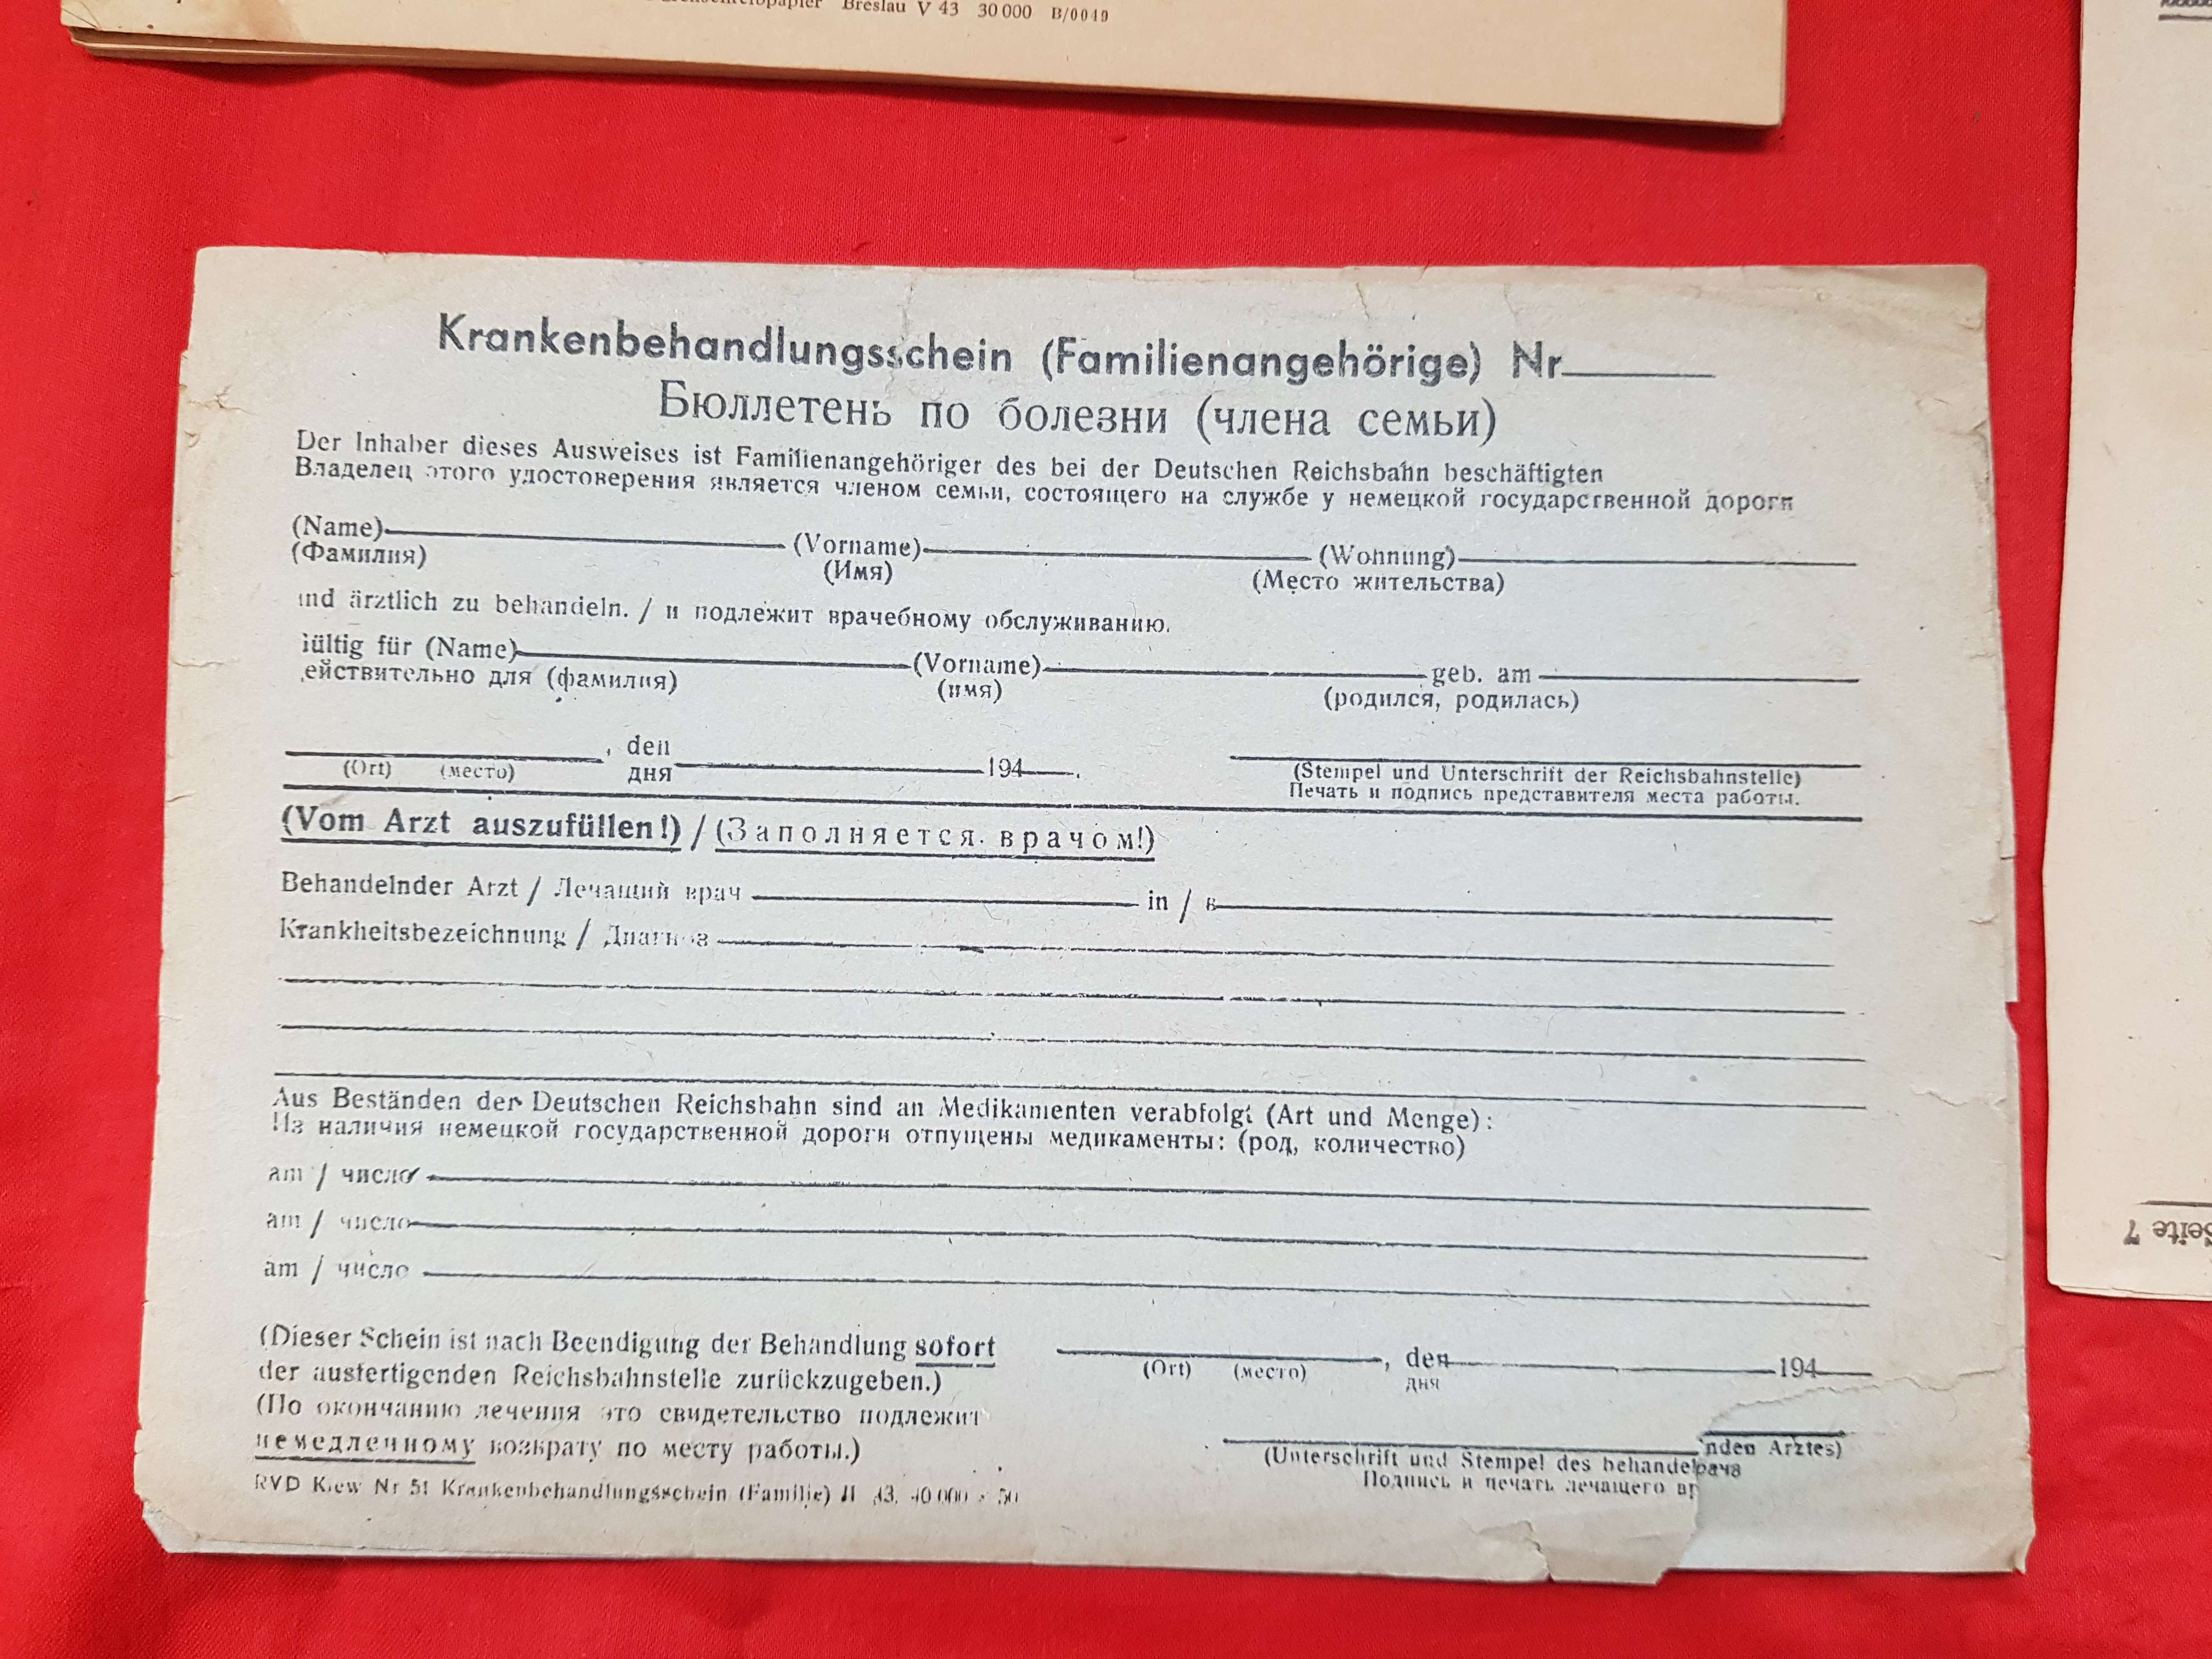 Breslau V 43 30 000 B/0049
Krankenbehandlungsschein (Familienangehörige) Nr
Бюллетень по болезни (члена семьи)
Der Inhaber dieses Ausweises ist Familienangehöriger des bei der Deutschen Reichsbahn beschäftigten
Владелец этого удостоверения является членом семьи, состоящего на службе у немецкой государственной дороги
(Name) (Vorname) (Wohnung)
(Фамилия) (Имя) (Место жительства)
und ärztlich zu behandeln. / и подлежит врачебному обслуживанию.
Gültig für (Name) (Vorname) geb. am
ействительно для (фамилия) (имя) (родился, родилась)
, den
дня 194 .
(Ort) (место) (Stempel und Unterschrift der Reichsbahnstelle)
Печать и подпись представителя места работы.
(Vom Arzt auszufüllen!) / (Заполняется. врачом!)
Behandelnder Arzt / Лечащий врач in / в
Krankheitsbezeichnung / Диагноз
Aus Beständen der Deutschen Reichsbahn sind an Medikamenten verabfolgt (Art und Menge):
Из наличия немецкой государственной дороги отпущены медикаменты: (род, количество)
am / число
am / число
am / число
(Dieser Schein ist nach Beendigung der Behandlung sofort
der ausfertigenden Reichsbahnstelle zurückzugeben.)
(По окончанию лечения это свидетельство подлежит
немедленному возврату по месту работы.)
, den 194
(Ort) (место) дня
(Unterschrift und Stempel des behandelnden Arztes)
Подпись и печать лечащего врача
RVD Kiew Nr 51 Krankenbehandlungsschein (Familie) II 43. 40 000 × 50
Seite 7